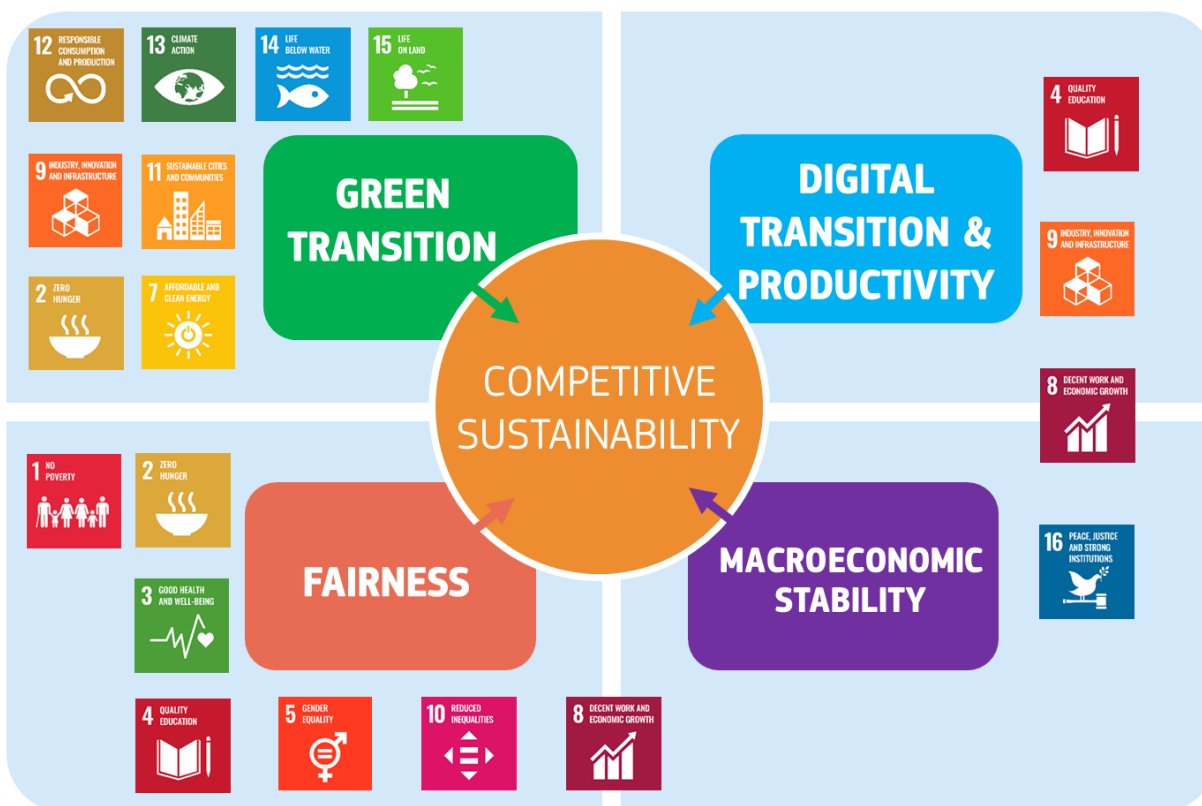 12 RESPONSIBLE
CONSUMPTION
AND PRODUCTION
13 CLIMATE
ACTION
14 LIFE
BELOW WATER
15 LIFE
ON LAND
9 INDUSTRY, INNOVATION
AND INFRASTRUCTURE
11 SUSTAINABLE CITIES
AND COMMUNITIES
2 ZERO
HUNGER
7 AFFORDABLE AND
CLEAN ENERGY
GREEN
TRANSITION
DIGITAL
TRANSITION &
PRODUCTIVITY
4 QUALITY
EDUCATION
9 INDUSTRY, INNOVATION
AND INFRASTRUCTURE
8 DECENT WORK AND
ECONOMIC GROWTH
COMPETITIVE
SUSTAINABILITY
1 NO
POVERTY
2 ZERO
HUNGER
3 GOOD HEALTH
AND WELL-BEING
FAIRNESS
4 QUALITY
EDUCATION
5 GENDER
EQUALITY
10 REDUCED
INEQUALITIES
8 DECENT WORK AND
ECONOMIC GROWTH
MACROECONOMIC
STABILITY
16 PEACE, JUSTICE
AND STRONG
INSTITUTIONS